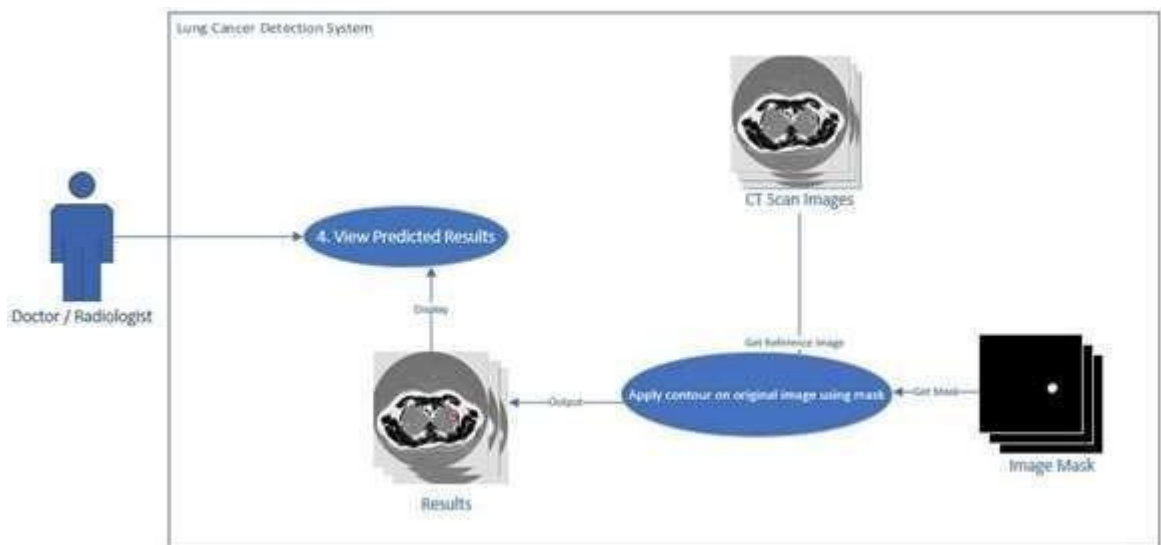 Lung Cancer Detection System
CT Scan Images
4. View Predicted Results
Doctor / Radiologist
Display
Get Reference Image
Apply contour on original image using mask
Get Mask
Output
Image Mask
Results